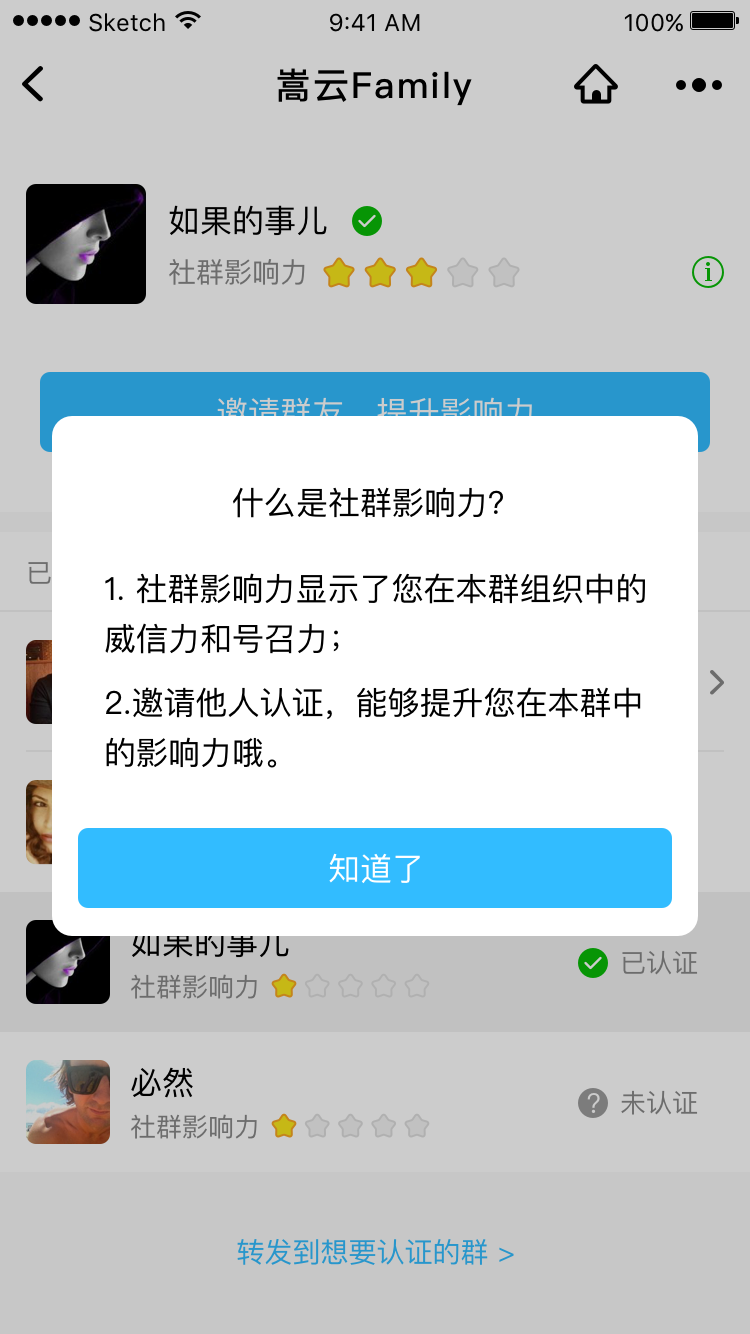 Sketch 9:41 AM 100%
嵩云Family
如果的事儿
社群影响力
邀请群友，提升影响力
什么是社群影响力?
1. 社群影响力显示了您在本群组织中的
威信力和号召力；
2.邀请他人认证，能够提升您在本群中
的影响力哦。
知道了
已
如果的事儿
社群影响力
已认证
必然
社群影响力
未认证
转发到想要认证的群 >